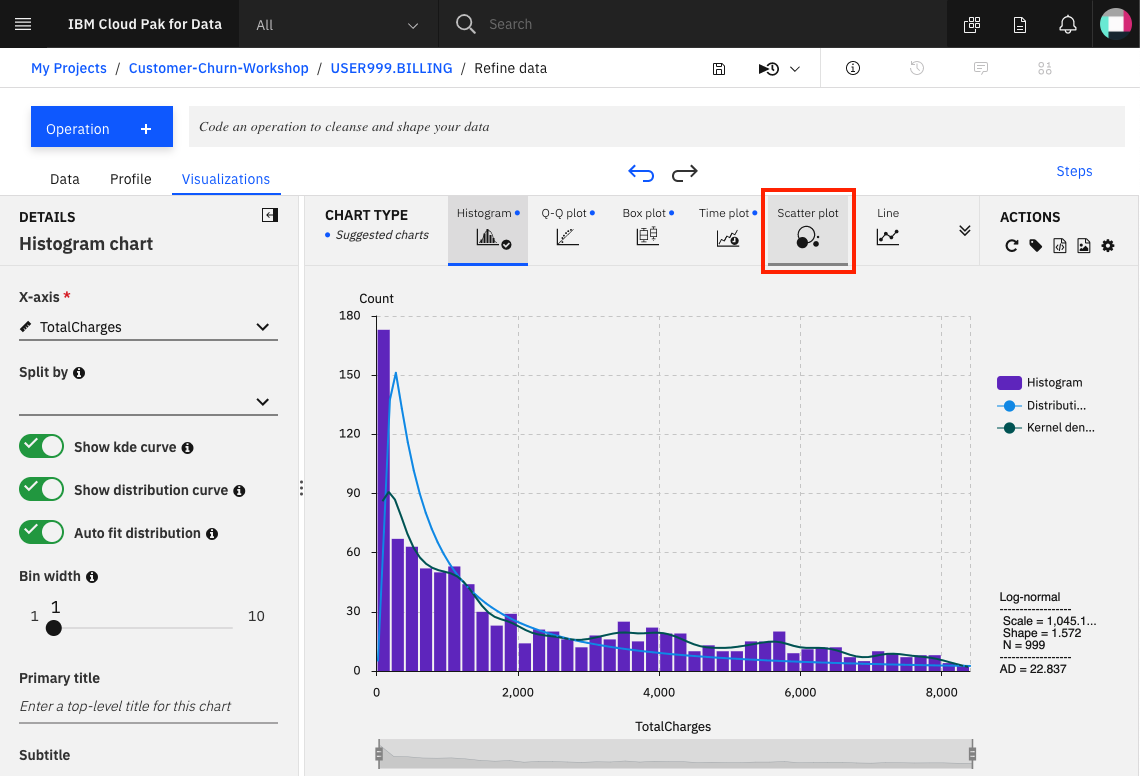 IBM Cloud Pak for Data
All
Search
My Projects / Customer-Churn-Workshop / USER999.BILLING / Refine data
Operation +
Code an operation to cleanse and shape your data
Data
Profile
Visualizations
Steps
DETAILS
Histogram chart
X-axis *
TotalCharges
Split by
Show kde curve
Show distribution curve
Auto fit distribution
Bin width
1
1
10
Primary title
Enter a top-level title for this chart
Subtitle
CHART TYPE
Suggested charts
Histogram
Q-Q plot
Box plot
Time plot
Scatter plot
Line
ACTIONS
Count
180
150
120
90
60
30
0
0
2,000
4,000
6,000
8,000
TotalCharges
Histogram
Distributi...
Kernel den...
Log-normal
-------------------
Scale = 1,045.1...
Shape = 1.572
N = 999
-------------------
AD = 22.837